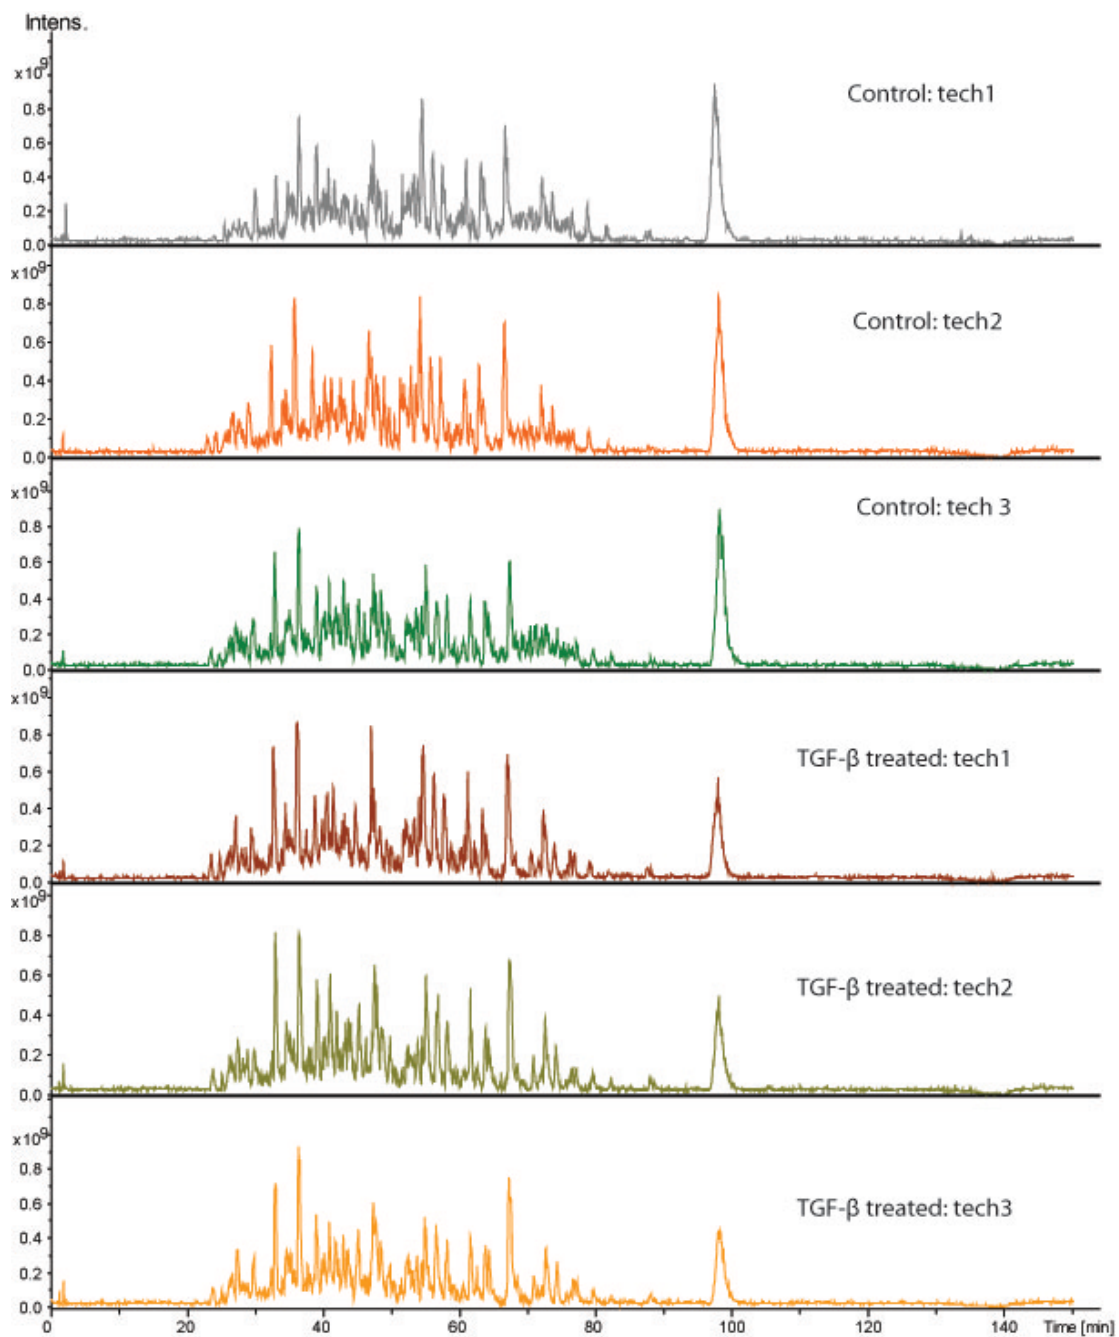 Intens.
x10^9
0.8
0.6
0.4
0.2
0.0
Control: tech1
x10^9
0.8
0.6
0.4
0.2
0.0
Control: tech2
x10^9
0.8
0.6
0.4
0.2
0.0
Control: tech 3
x10^9
0.8
0.6
0.4
0.2
0.0
TGF-β treated: tech1
x10^9
0.8
0.6
0.4
0.2
0.0
TGF-β treated: tech2
x10^9
0.8
0.6
0.4
0.2
0.0
TGF-β treated: tech3
0 20 40 60 80 100 120 140 Time [min]